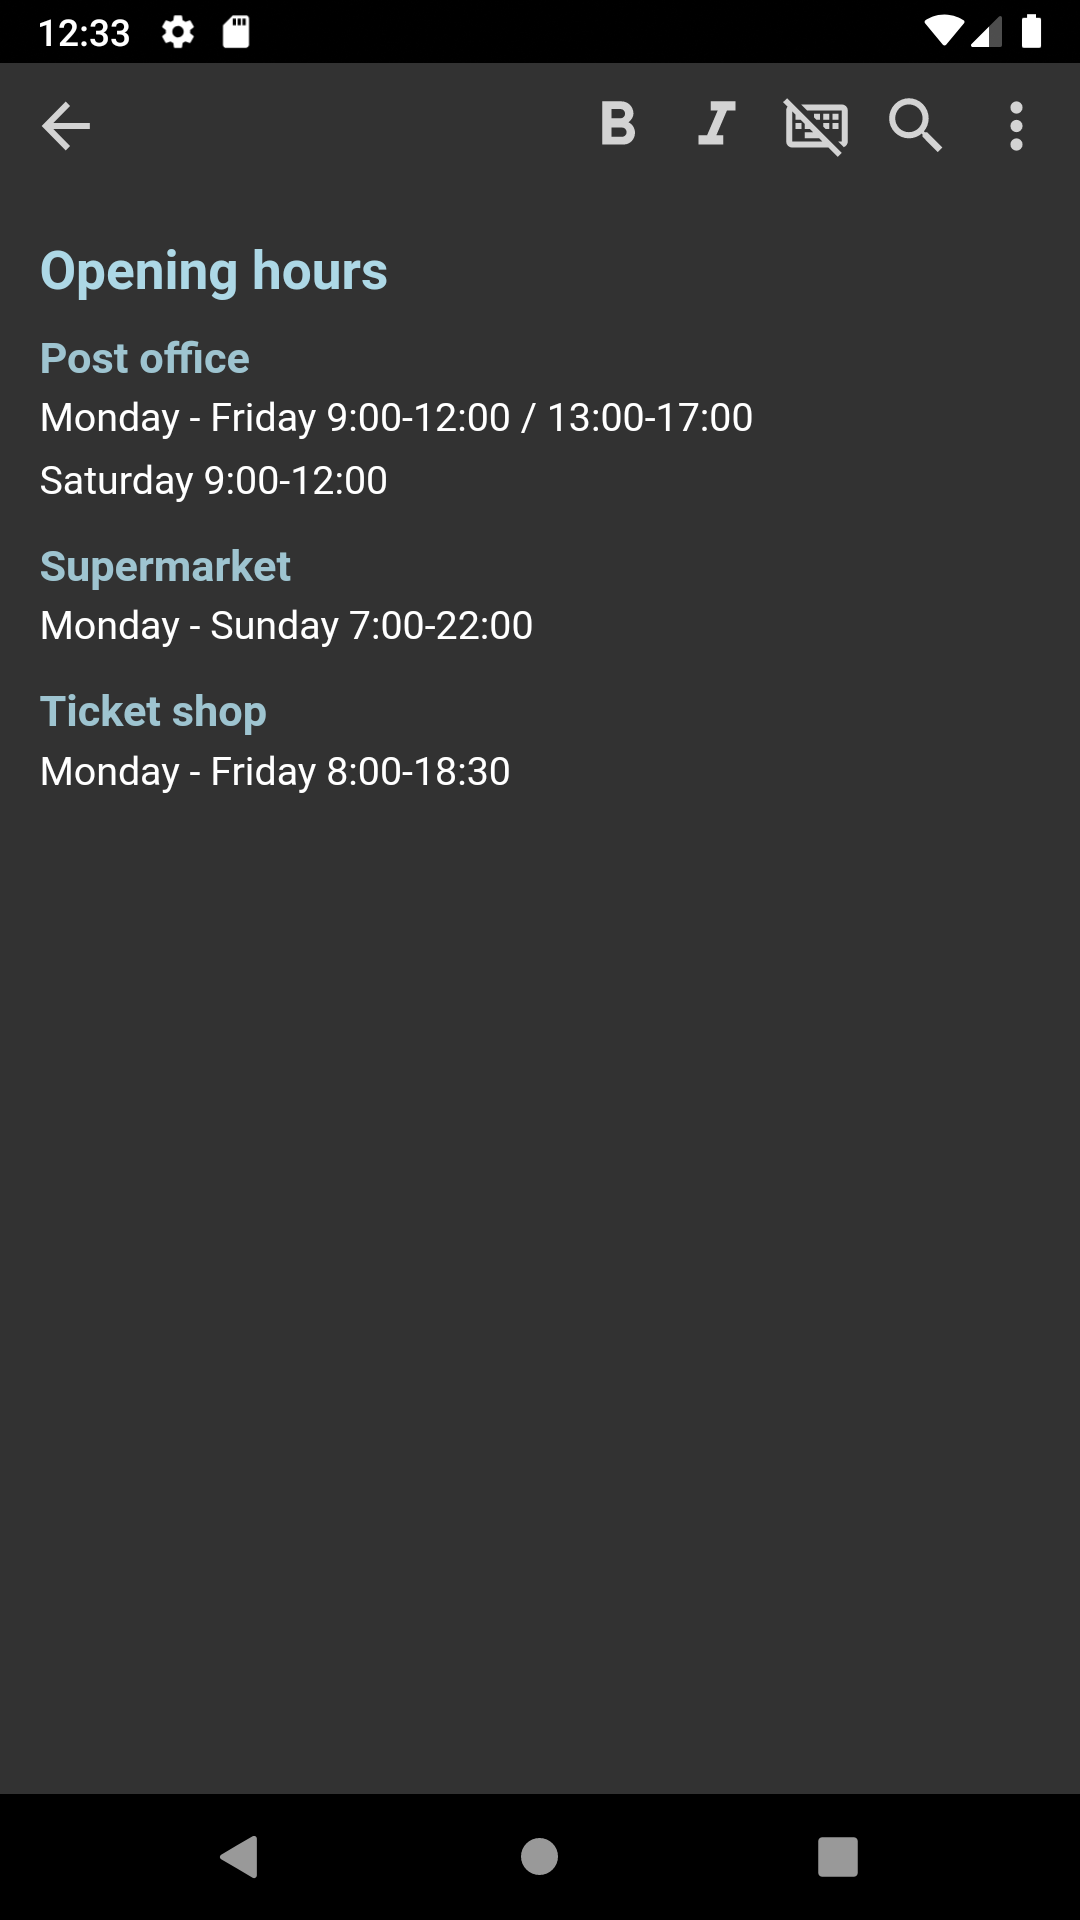 12:33
B I
Opening hours
Post office
Monday - Friday 9:00-12:00 / 13:00-17:00
Saturday 9:00-12:00
Supermarket
Monday - Sunday 7:00-22:00
Ticket shop
Monday - Friday 8:00-18:30